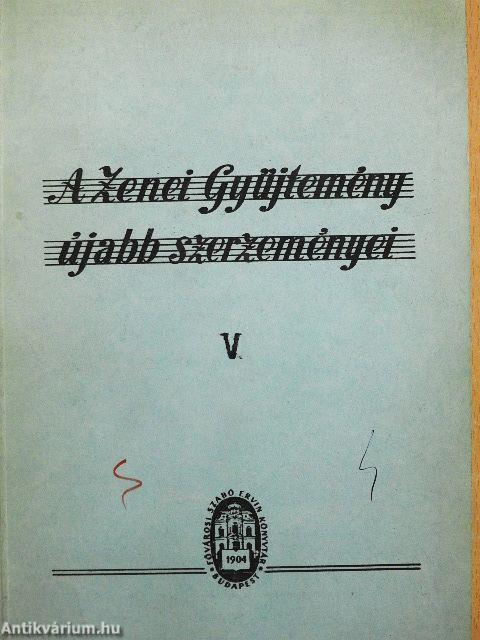 A Zenei Gyűjtemény
újabb szerzeményei
V
FŐVÁROSI SZABÓ ERVIN KÖNYVTÁR
1904
BUDAPEST
Antikvárium.hu